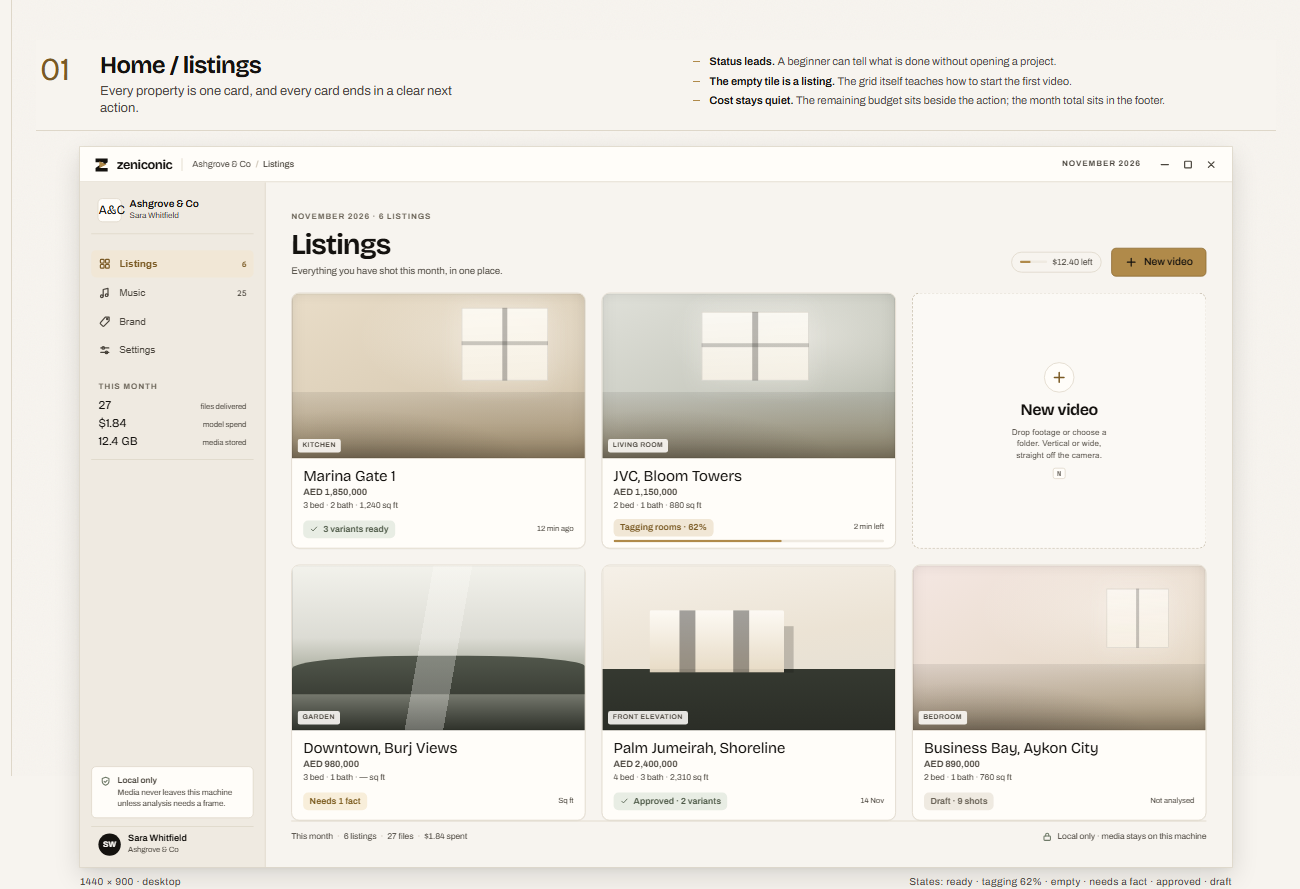 01
Home / listings
Every property is one card, and every card ends in a clear next
action.
— Status leads. A beginner can tell what is done without opening a project.
— The empty tile is a listing. The grid itself teaches how to start the first video.
— Cost stays quiet. The remaining budget sits beside the action; the month total sits in the footer.
zeniconic
Ashgrove & Co / Listings
NOVEMBER 2026
A&C
Ashgrove & Co
Sara Whitfield
Listings 6
Music 25
Brand
Settings
THIS MONTH
27 files delivered
$1.84 model spend
12.4 GB media stored
Local only
Media never leaves this machine
unless analysis needs a frame.
SW
Sara Whitfield
Ashgrove & Co
NOVEMBER 2026 · 6 LISTINGS
Listings
Everything you have shot this month, in one place.
$12.40 left
New video
KITCHEN
Marina Gate 1
AED 1,850,000
3 bed · 2 bath · 1,240 sq ft
3 variants ready
12 min ago
LIVING ROOM
JVC, Bloom Towers
AED 1,150,000
2 bed · 1 bath · 880 sq ft
Tagging rooms · 62%
2 min left
New video
Drop footage or choose a
folder. Vertical or wide,
straight off the camera.
N
GARDEN
Downtown, Burj Views
AED 980,000
3 bed · 1 bath · — sq ft
Needs 1 fact
Sq ft
FRONT ELEVATION
Palm Jumeirah, Shoreline
AED 2,400,000
4 bed · 3 bath · 2,310 sq ft
Approved · 2 variants
14 Nov
BEDROOM
Business Bay, Aykon City
AED 890,000
2 bed · 1 bath · 760 sq ft
Draft · 9 shots
Not analysed
This month · 6 listings · 27 files · $1.84 spent
Local only · media stays on this machine
1440 × 900 · desktop
States: ready · tagging 62% · empty · needs a fact · approved · draft